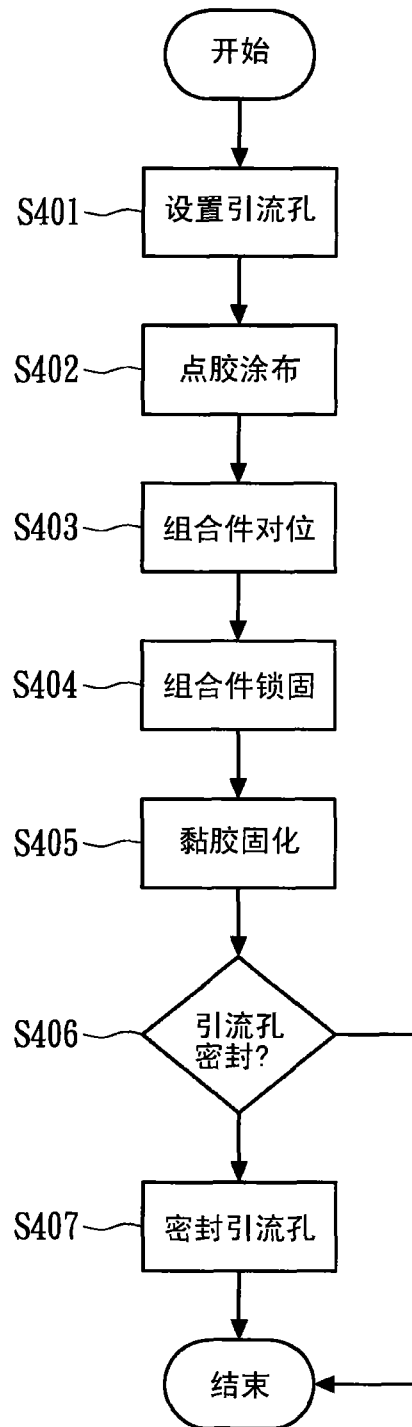 开始
S401
设置引流孔
S402
点胶涂布
S403
组合件对位
S404
组合件锁固
S405
黏胶固化
S406
引流孔
密封?
S407
密封引流孔
结束